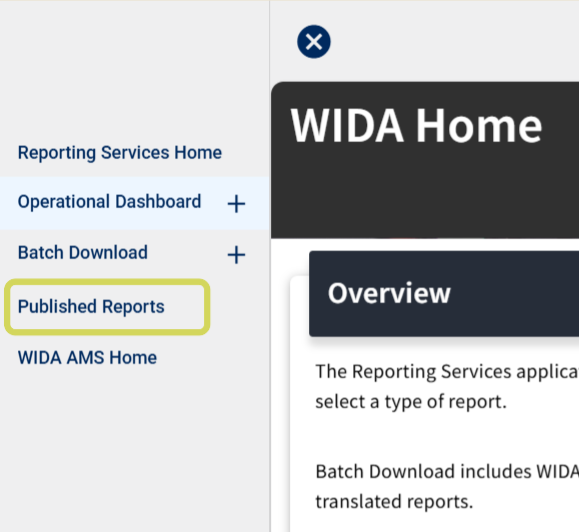 Reporting Services Home
Operational Dashboard
Batch Download
Published Reports
WIDA AMS Home
WIDA Home
Overview
The Reporting Services
select a type of report.
Batch Download includes WIDA
translated reports.